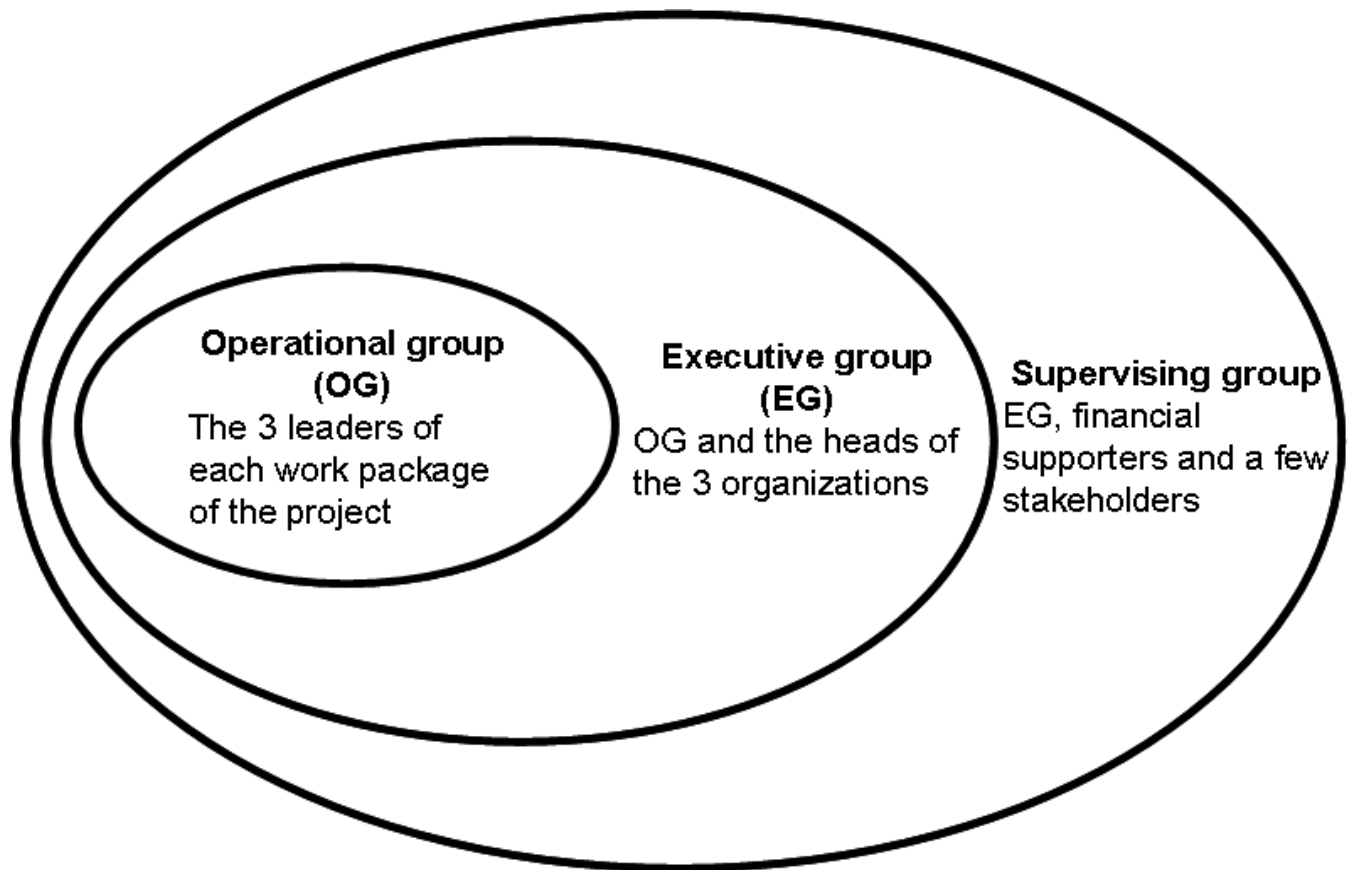 Operational group
(OG)
The 3 leaders of
each work package
of the project
Executive group
(EG)
OG and the heads of
the 3 organizations
Supervising group
EG, financial
supporters and a few
stakeholders